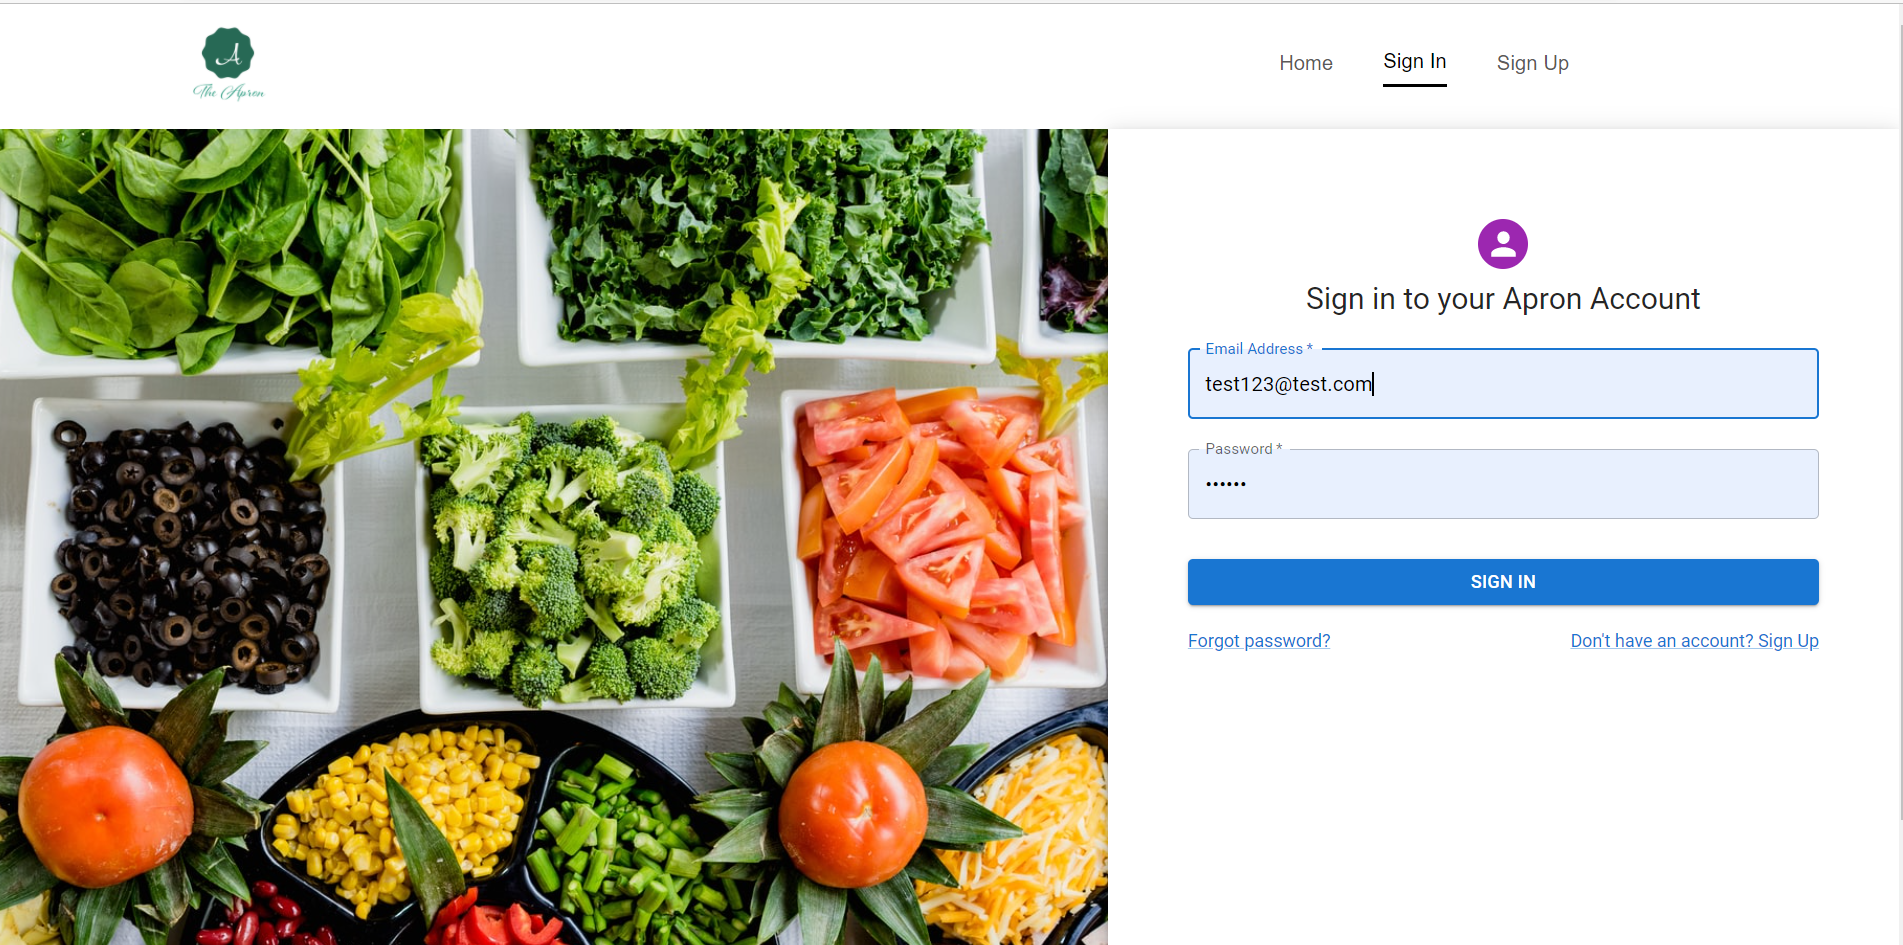 A
The Apron
Home
Sign In
Sign Up
Sign in to your Apron Account
Email Address *
test123@test.com
Password *
••••••
SIGN IN
Forgot password?
Don't have an account? Sign Up